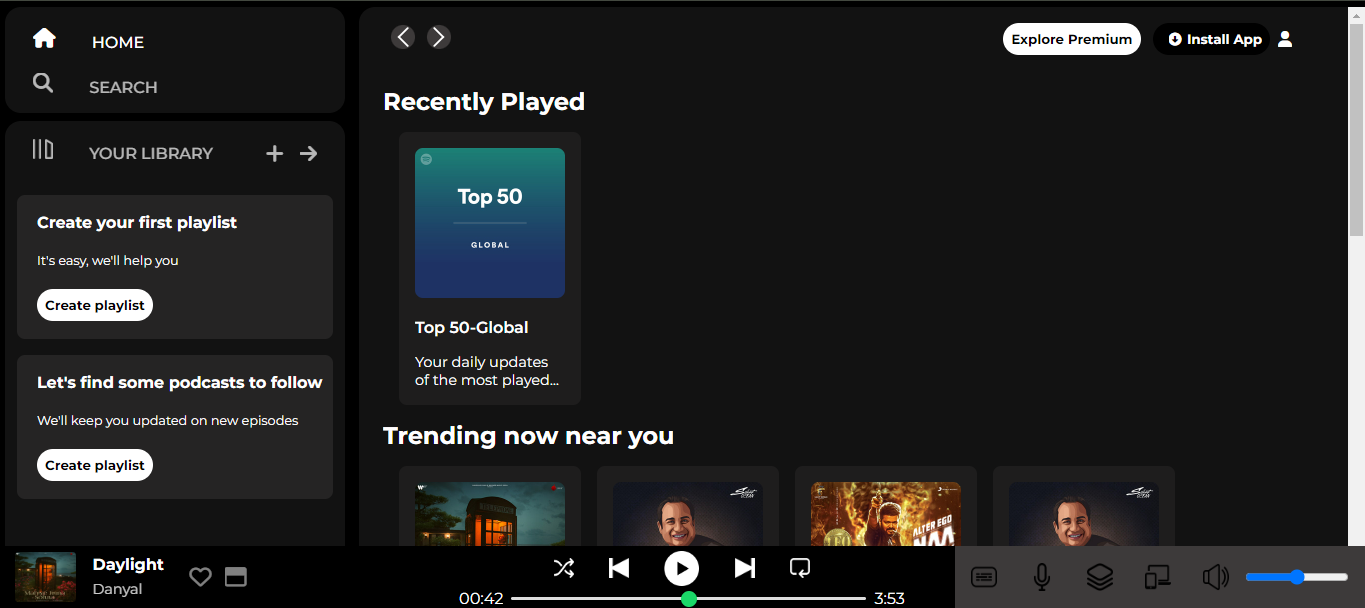 HOME
SEARCH
YOUR LIBRARY
Create your first playlist
It's easy, we'll help you
Create playlist
Let's find some podcasts to follow
We'll keep you updated on new episodes
Create playlist
Explore Premium
Install App
Recently Played
Top 50
GLOBAL
Top 50-Global
Your daily updates
of the most played...
Trending now near you
ALTER EGO
Daylight
Danyal
00:42
3:53